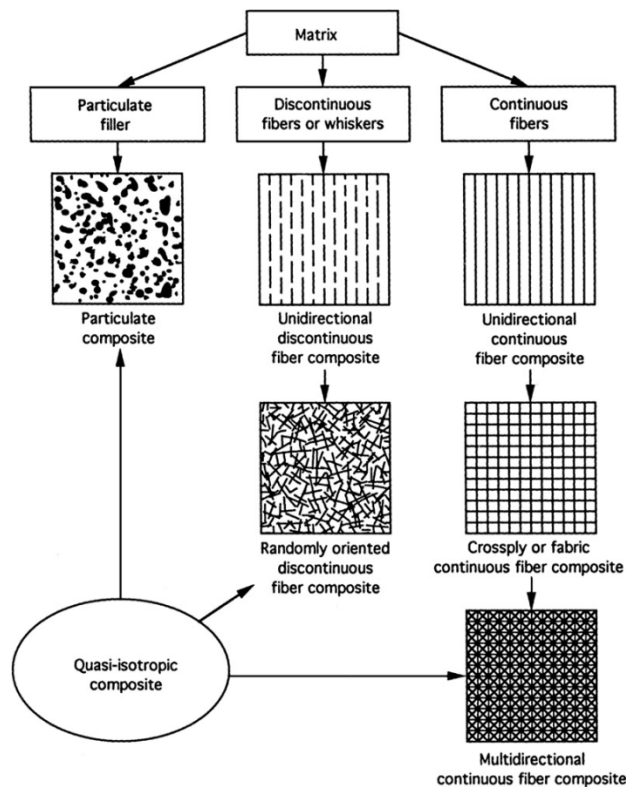 Matrix
Particulate
filler
Discontinuous
fibers or whiskers
Continuous
fibers
Particulate
composite
Unidirectional
discontinuous
fiber composite
Unidirectional
continuous
fiber composite
Randomly oriented
discontinuous
fiber composite
Crossply or fabric
continuous fiber composite
Quasi-isotropic
composite
Multidirectional
continuous fiber composite